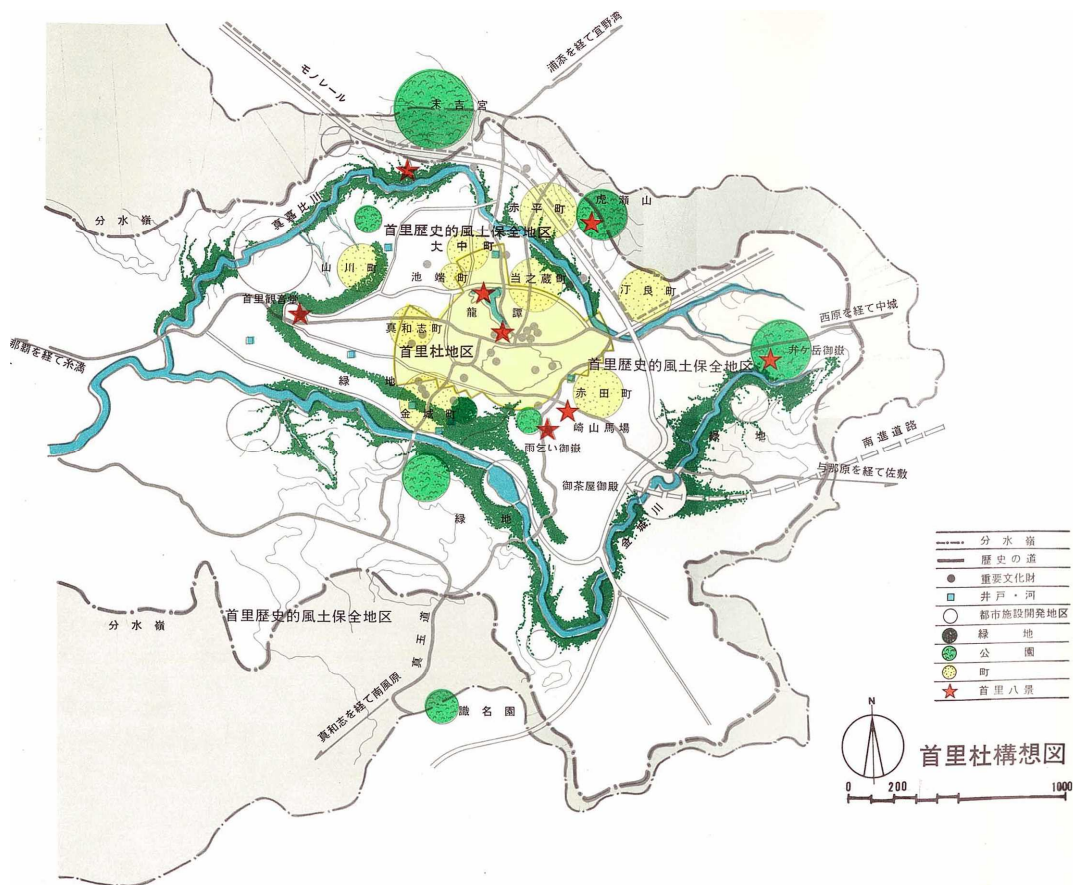 浦添を経て宜野湾
モノレール
末吉宮
分水嶺
真嘉比川
赤平町
虎瀬山
首里歴史的風土保全地区
大中町
山川町
池端町
当之蔵町
汀良町
首里観音堂
龍潭
西原を経て中城
真和志町
那覇を経て糸満
首里杜地区
首里歴史的風土保全地区
弁ケ岳御嶽
緑地
赤田町
金城町
崎山馬場
緑地
雨乞い御嶽
南進道路
与那原を経て佐敷
御茶屋御殿
緑地
金城川
分水嶺
首里歴史的風土保全地区
真玉道
真和志を経て南風原
識名園
分水嶺
歴史の道
重要文化財
井戸・河
都市施設開発地区
緑地
公園
町
首里八景
N
首里杜構想図
0 200 1000